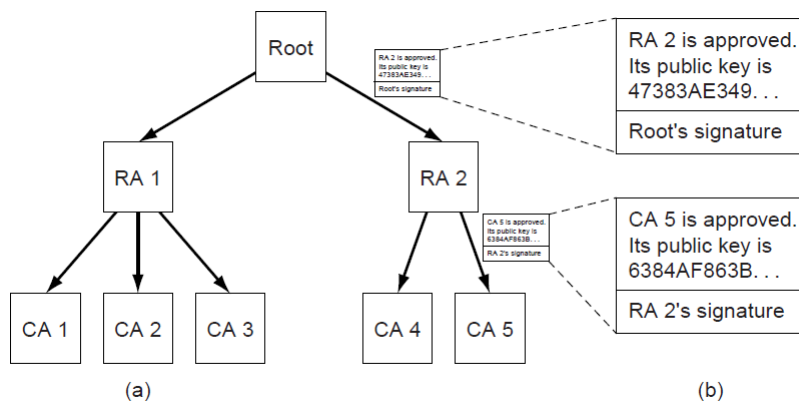 Root
RA 2 is approved.
Its public key is
47383AE349. . .
Root's signature
RA 2 is approved.
Its public key is
47383AE349. . .
Root's signature
RA 1
RA 2
CA 5 is approved.
Its public key is
6384AF863B. . .
RA 2's signature
CA 5 is approved.
Its public key is
6384AF863B. . .
RA 2's signature
CA 1
CA 2
CA 3
CA 4
CA 5
(a)
(b)